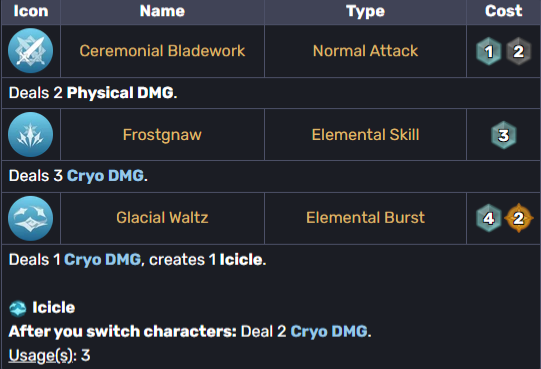 Icon Name Type Cost
Ceremonial Bladework Normal Attack 1 2
Deals 2 Physical DMG.
Frostgnaw Elemental Skill 3
Deals 3 Cryo DMG.
Glacial Waltz Elemental Burst 4 2
Deals 1 Cryo DMG, creates 1 Icicle.
Icicle
After you switch characters: Deal 2 Cryo DMG.
Usage(s): 3